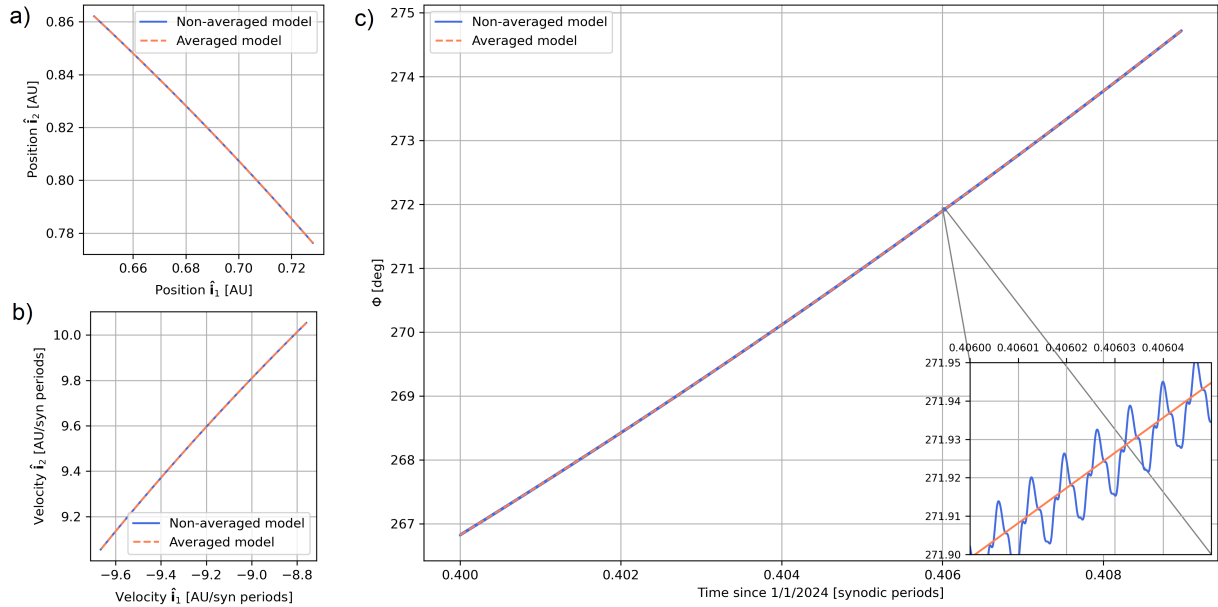 a)
0.86
0.84
0.82
0.80
0.78
Position î₂ [AU]
Non-averaged model
Averaged model
0.66
0.68
0.70
0.72
Position î₁ [AU]
b)
10.0
9.8
9.6
9.4
9.2
Velocity î₂ [AU/syn periods]
Non-averaged model
Averaged model
−9.6
−9.4
−9.2
−9.0
−8.8
Velocity î₁ [AU/syn periods]
c)
275
274
273
272
271
270
269
268
267
Φ [deg]
Non-averaged model
Averaged model
0.400
0.402
0.404
0.406
0.408
Time since 1/1/2024 [synodic periods]
0.40600
0.40601
0.40602
0.40603
0.40604
271.95
271.94
271.93
271.92
271.91
271.90